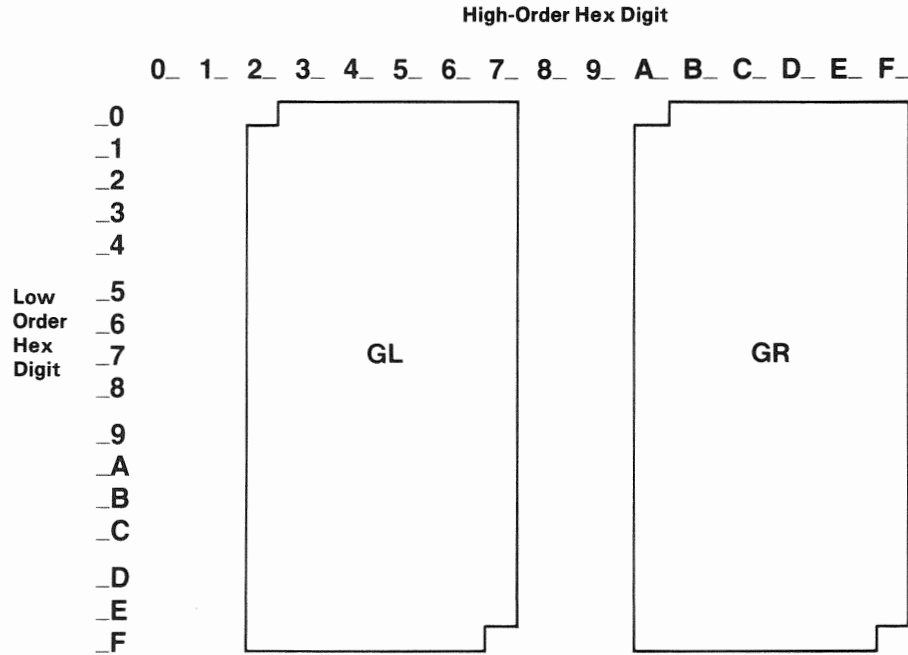 High-Order Hex Digit
0_ 1_ 2_ 3_ 4_ 5_ 6_ 7_ 8_ 9_ A_ B_ C_ D_ E_ F_
_0
_1
_2
_3
_4
_5
_6
_7
_8
_9
_A
_B
_C
_D
_E
_F
Low
Order
Hex
Digit
GL
GR